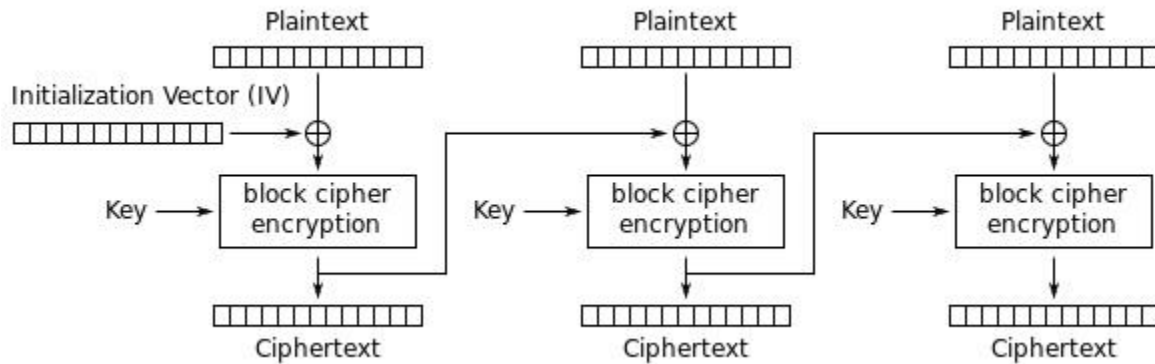 Plaintext Plaintext Plaintext
Initialization Vector (IV)
Key block cipher encryption Key block cipher encryption Key block cipher encryption
Ciphertext Ciphertext Ciphertext